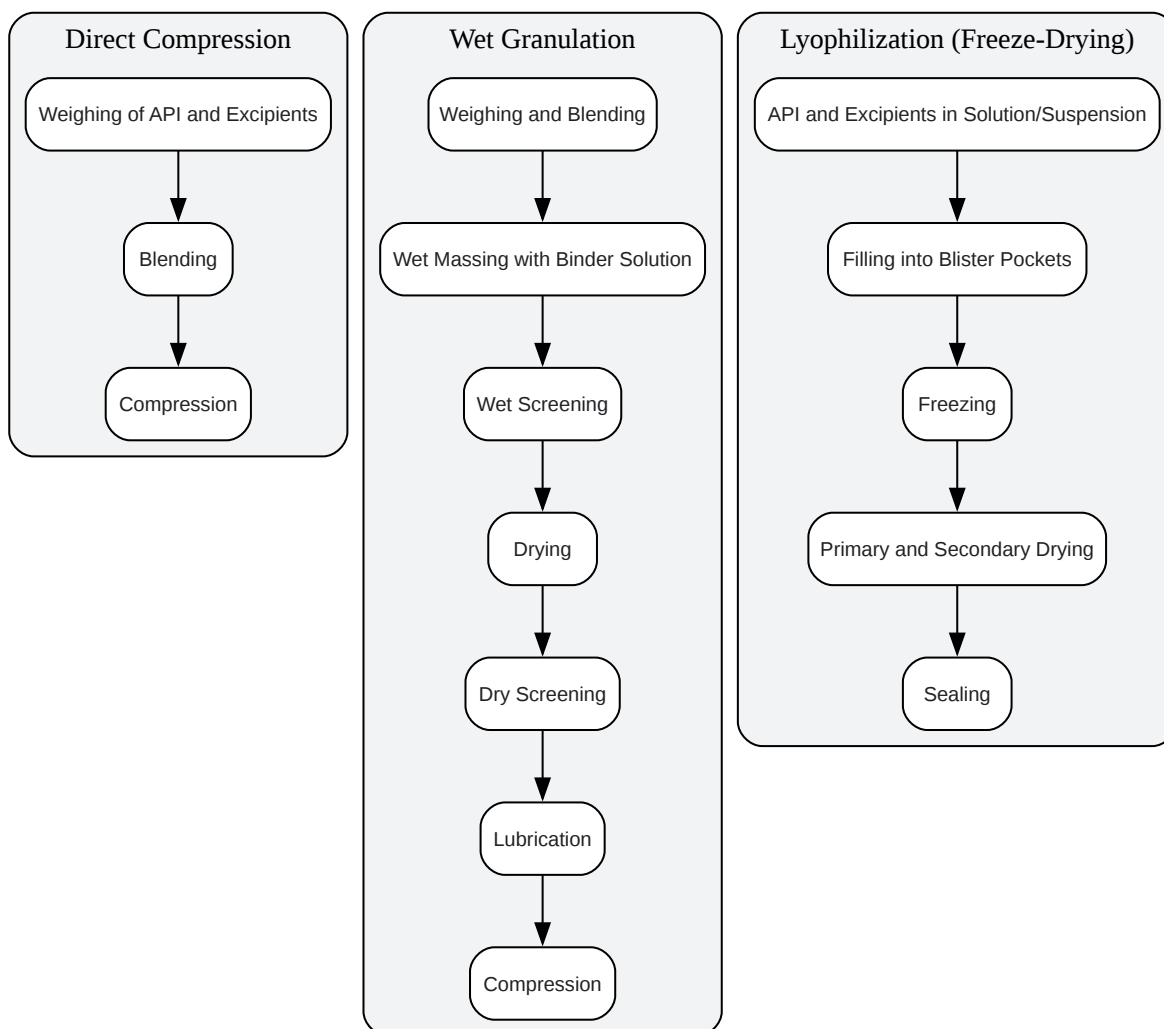 Direct Compression
Weighing of API and Excipients
Blending
Compression
Wet Granulation
Weighing and Blending
Wet Massing with Binder Solution
Wet Screening
Drying
Dry Screening
Lubrication
Compression
Lyophilization (Freeze-Drying)
API and Excipients in Solution/Suspension
Filling into Blister Pockets
Freezing
Primary and Secondary Drying
Sealing